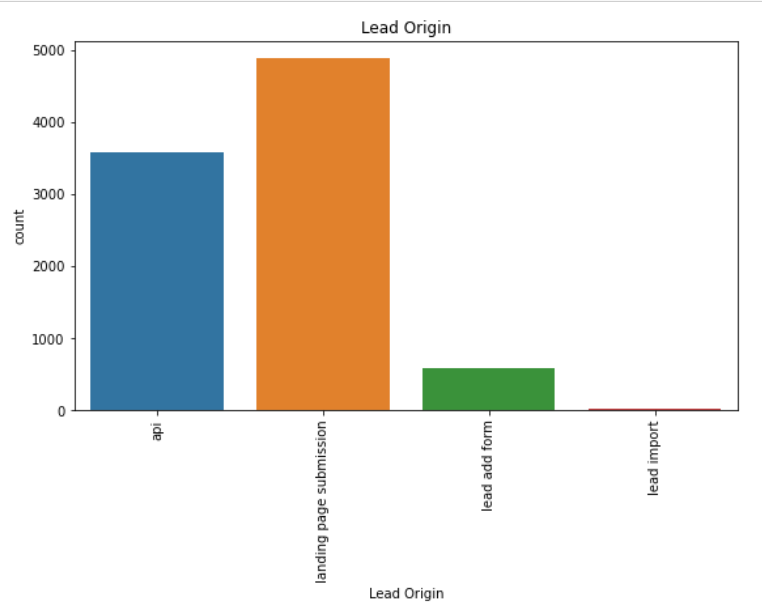 Lead Origin
5000
4000
3000
2000
1000
0
count
api
landing page submission
lead add form
lead import
Lead Origin